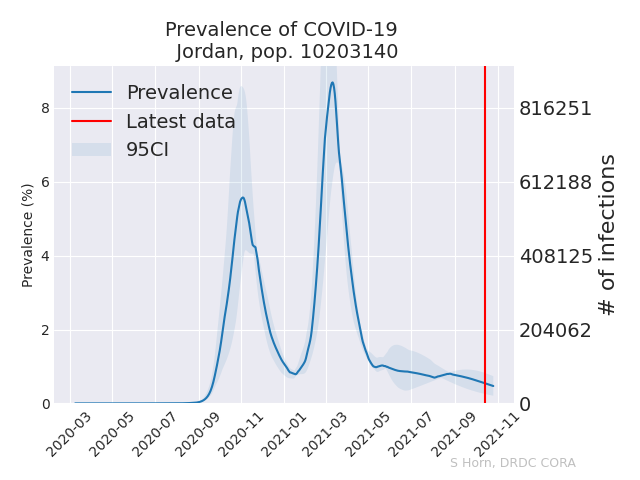 Prevalence of COVID-19
Jordan, pop. 10203140
Prevalence
Latest data
95CI
Prevalence (%)
8
6
4
2
0
816251
612188
408125
204062
0
# of infections
2020-03
2020-05
2020-07
2020-09
2020-11
2021-01
2021-03
2021-05
2021-07
2021-09
2021-11
S Horn, DRDC CORA